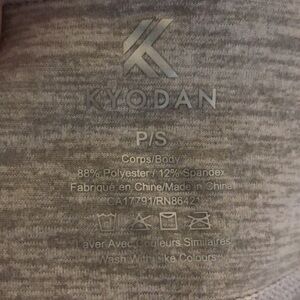 KYODAN
P/S
Corps/Body
88% Polyester / 12% Spandex
Fabriqué en Chine/Made in China
CA17791/RN86421
Laver Avec Couleurs Similaires
Wash With Like Colours